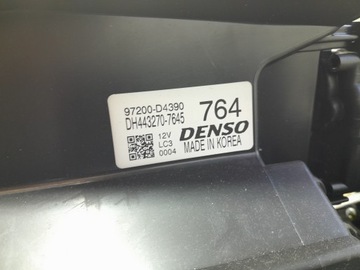 97200-D4390
DH443270-7645
764
12V
LC3
0004
DENSO
MADE IN KOREA